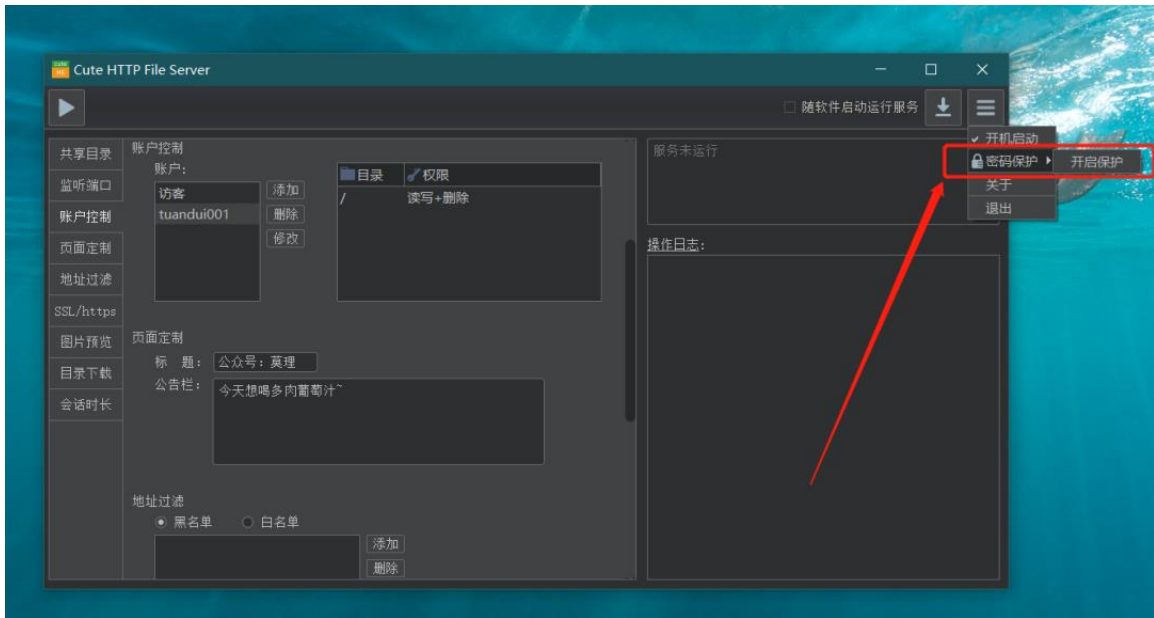 Cute HTTP File Server
随软件启动运行服务
开机启动
密码保护 开启保护
关于
退出
共享目录
监听端口
账户控制
页面定制
地址过滤
SSL/https
图片预览
目录下载
会话时长
账户控制
账户:
访客
tuandui001
添加
删除
修改
目录 权限
/ 读写+删除
页面定制
标 题: 公众号:莫理
公告栏: 今天想喝多肉葡萄汁~
地址过滤
黑名单 白名单
添加
删除
服务未运行
操作日志: